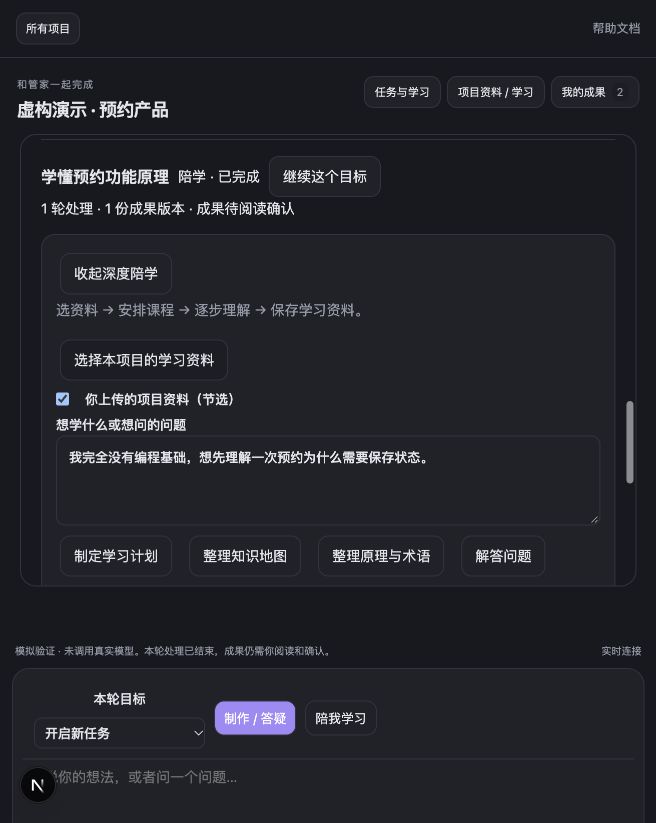 所有项目
帮助文档
和管家一起完成
虚构演示 · 预约产品
任务与学习
项目资料 / 学习
我的成果 2
学懂预约功能原理 陪学 · 已完成 继续这个目标
1 轮处理 · 1 份成果版本 · 成果待阅读确认
收起深度陪学
选资料 → 安排课程 → 逐步理解 → 保存学习资料。
选择本项目的学习资料
你上传的项目资料（节选）
想学什么或想问的问题
我完全没有编程基础，想先理解一次预约为什么需要保存状态。
制定学习计划 整理知识地图 整理原理与术语 解答问题
模拟验证 · 未调用真实模型。本轮处理已结束，成果仍需你阅读和确认。
实时连接
本轮目标
开启新任务
制作 / 答疑
陪我学习
你的想法，或者问一个问题...
N